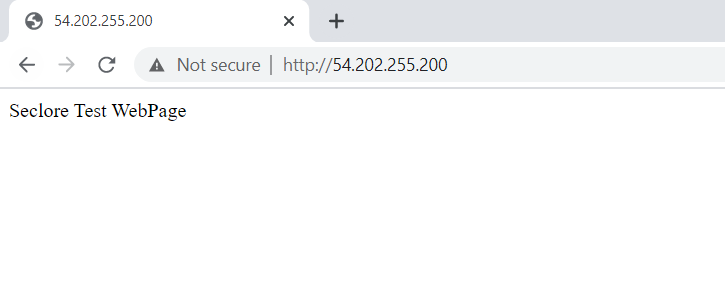 54.202.255.200
Not secure | http://54.202.255.200
Seclore Test WebPage